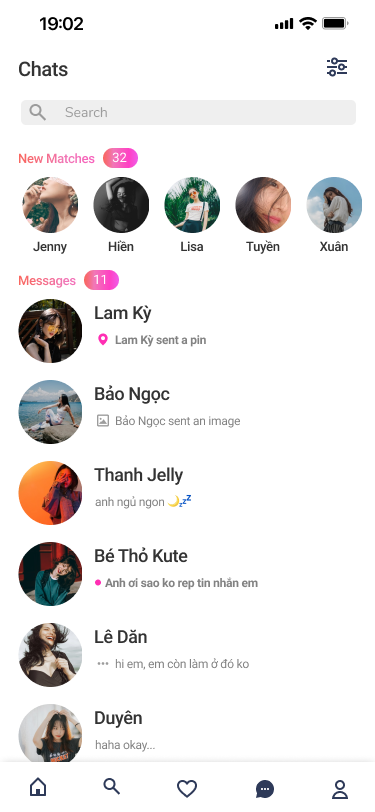 19:02
Chats
Search
New Matches 32
Jenny Hiền Lisa Tuyền Xuân
Messages 11
Lam Kỳ
Lam Kỳ sent a pin
Bảo Ngọc
Bảo Ngọc sent an image
Thanh Jelly
anh ngủ ngon 🌙💤
Bé Thỏ Kute
Anh ơi sao ko rep tin nhắn em
Lê Dăn
hi em, em còn làm ở đó ko
Duyên
haha okay...